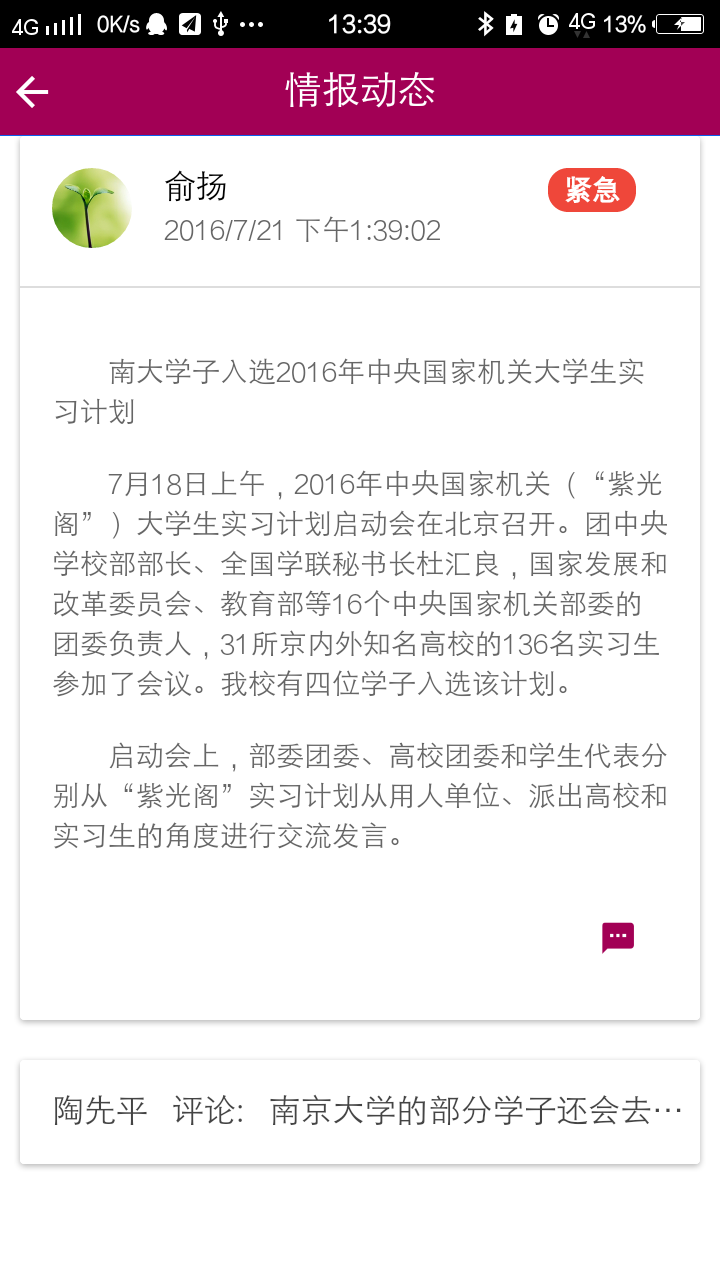 4G 0K/s 13:39 4G 13%
情报动态
俞扬
紧急
2016/7/21 下午1:39:02
南大学子入选2016年中央国家机关大学生实
习计划
7月18日上午，2016年中央国家机关（“紫光
阁”）大学生实习计划启动会在北京召开。团中央
学校部部长、全国学联秘书长杜汇良，国家发展和
改革委员会、教育部等16个中央国家机关部委的
团委负责人，31所京内外知名高校的136名实习生
参加了会议。我校有四位学子入选该计划。
启动会上，部委团委、高校团委和学生代表分
别从“紫光阁”实习计划从用人单位、派出高校和
实习生的角度进行交流发言。
陶先平 评论: 南京大学的部分学子还会去…